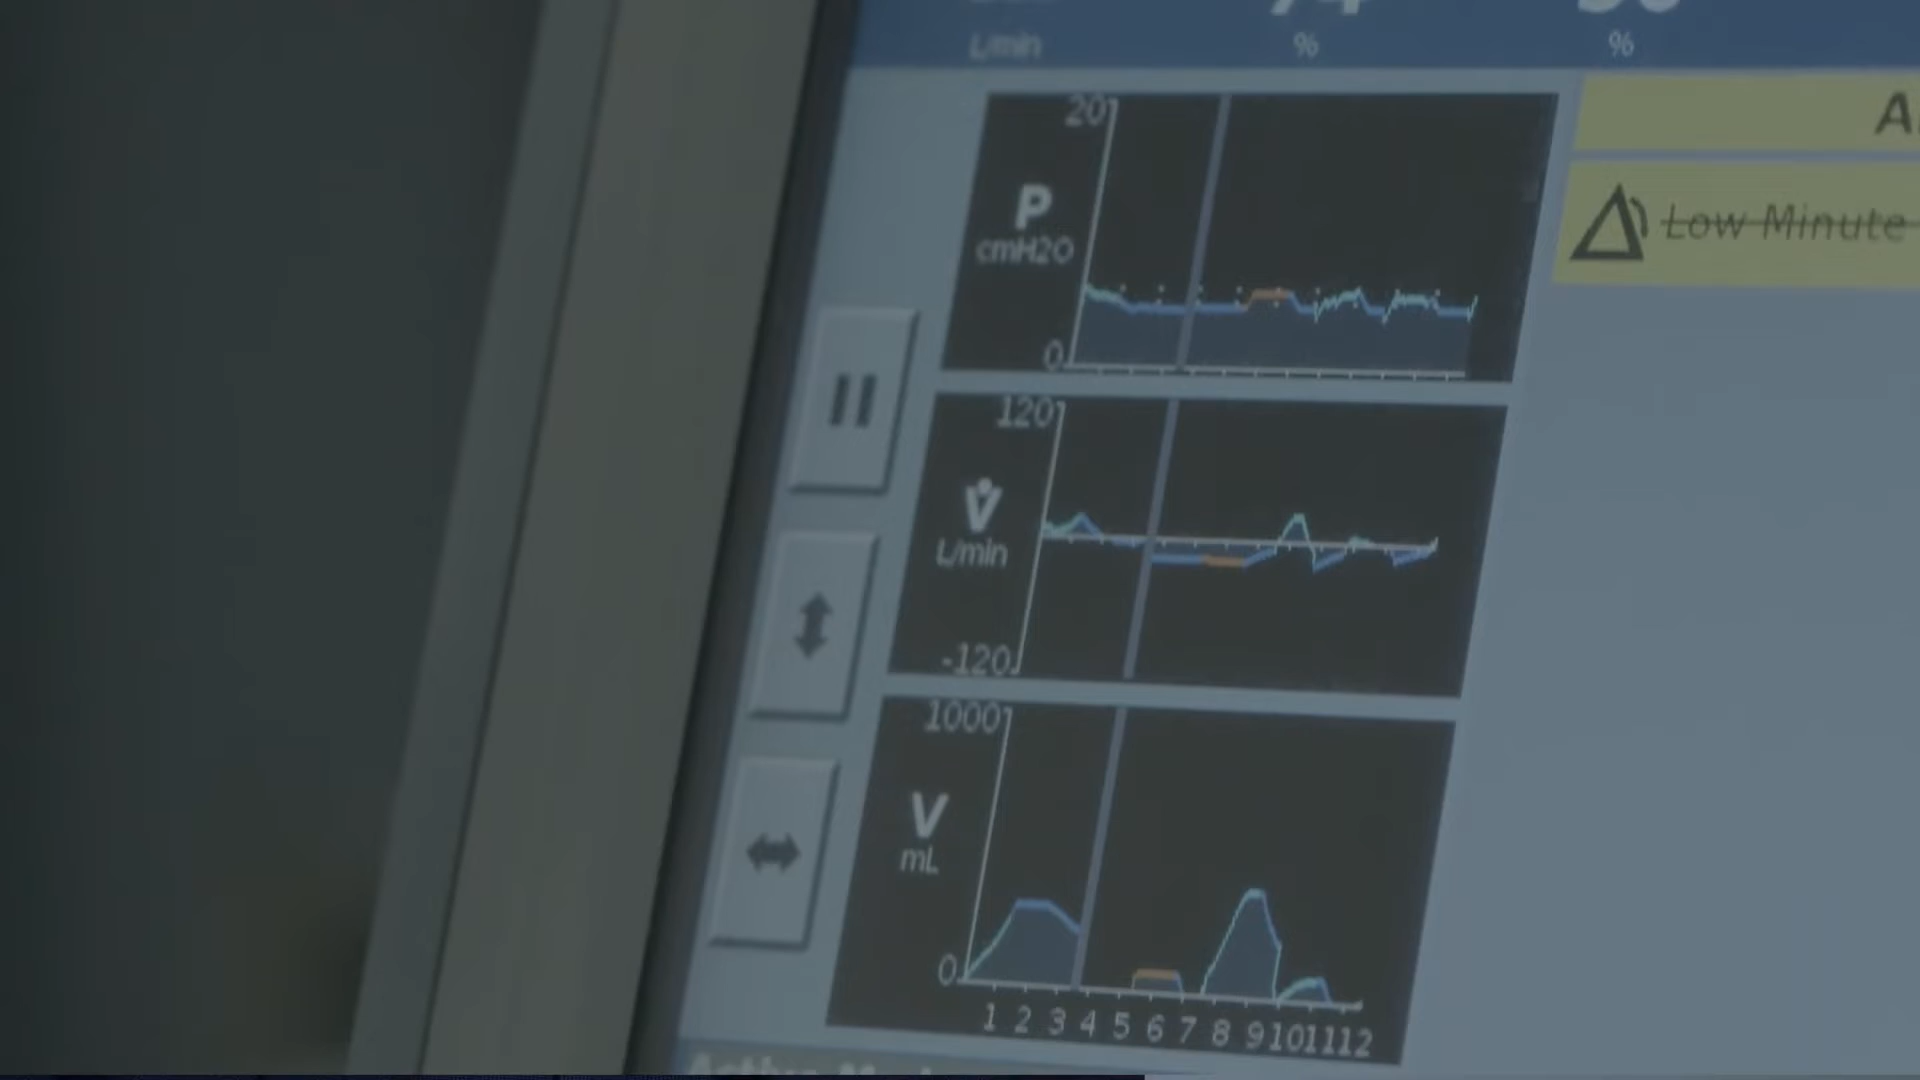 L/min % %
20
P
cmH2O
0
Low Minute
120
V̇
L/min
-120
1000
V
mL
0
1 2 3 4 5 6 7 8 9 10 11 12